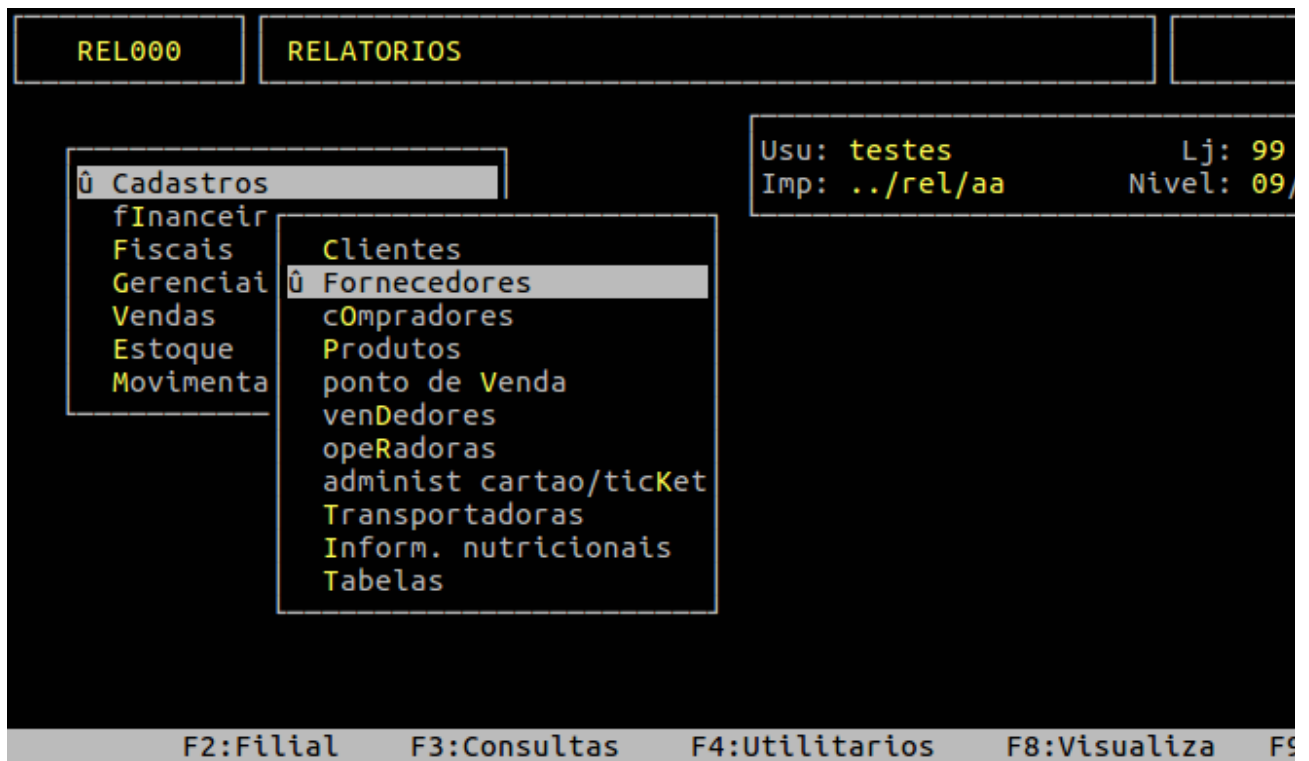 REL000 RELATORIOS
Usu: testes Lj: 99
Imp: ../rel/aa Nivel: 09/
û Cadastros
fInanceir
Fiscais
Gerenciai
Vendas
Estoque
Movimenta
Clientes
û Fornecedores
cOmpradores
Produtos
ponto de Venda
venDedores
opeRadoras
administ cartao/ticKet
Transportadoras
Inform. nutricionais
Tabelas
F2:Filial F3:Consultas F4:Utilitarios F8:Visualiza F9